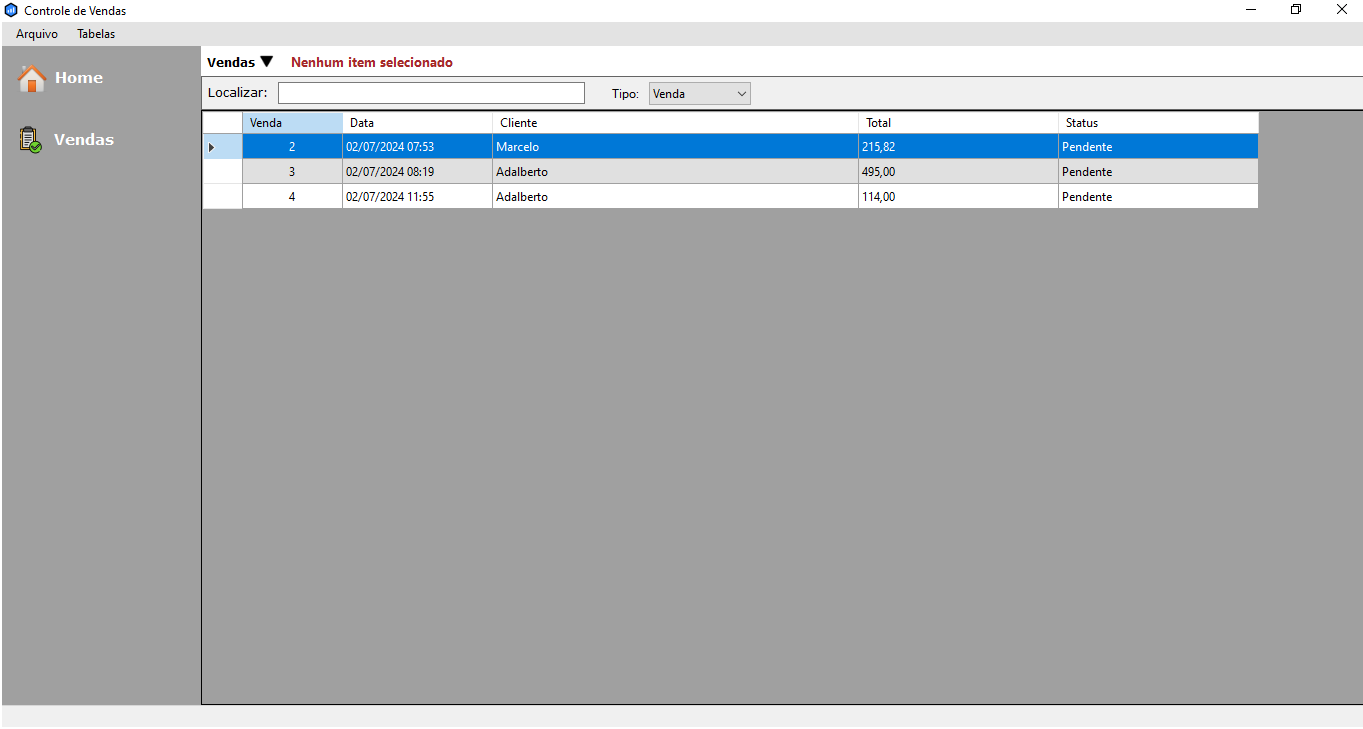 Controle de Vendas
Arquivo Tabelas
Home
Vendas
Vendas ▼ Nenhum item selecionado
Localizar: Tipo: Venda
Venda Data Cliente Total Status
2 02/07/2024 07:53 Marcelo 215,82 Pendente
3 02/07/2024 08:19 Adalberto 495,00 Pendente
4 02/07/2024 11:55 Adalberto 114,00 Pendente